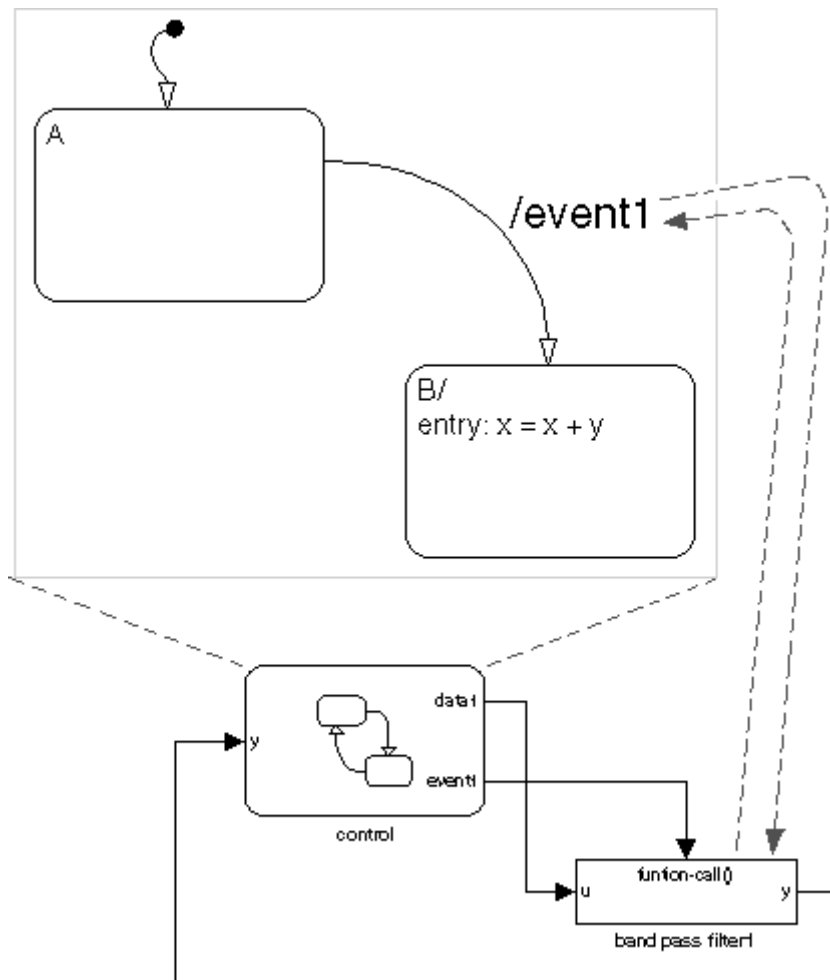 A
/event1
B/
entry: x = x + y
data1
y
event1
control
funtion-call()
u
y
band pass filter1